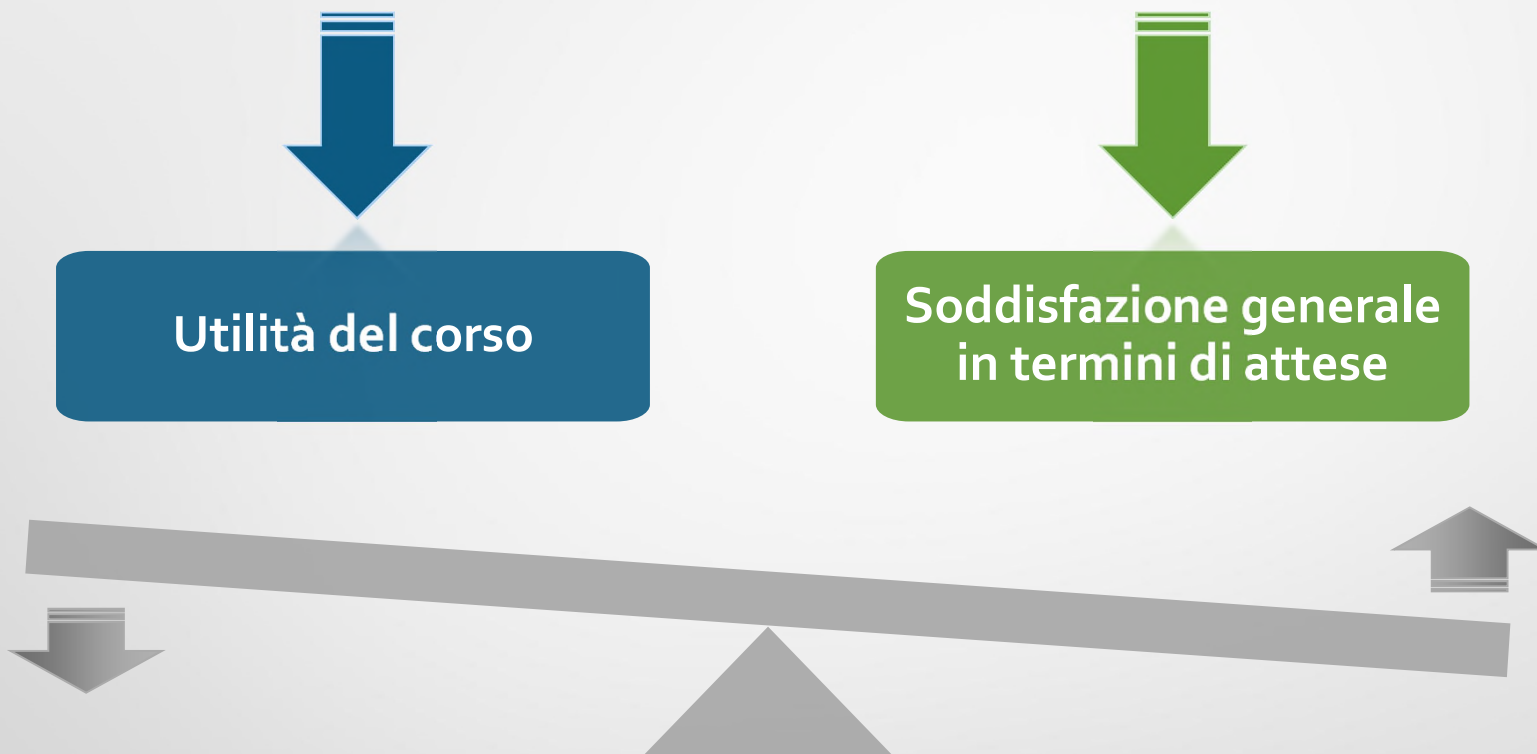 Utilità del corso
Soddisfazione generale
in termini di attese